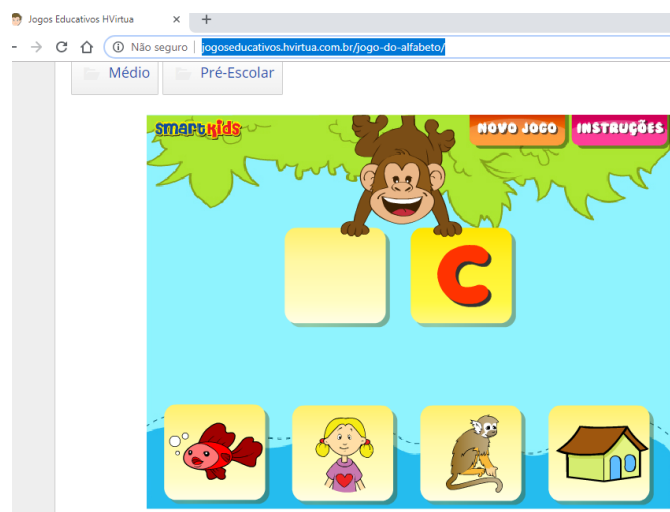 Jogos Educativos HVirtua
Não seguro | jogoseducativos.hvirtua.com.br/jogo-do-alfabeto/
Médio Pré-Escolar
smartkids NOVO JOGO INSTRUÇÕES
C